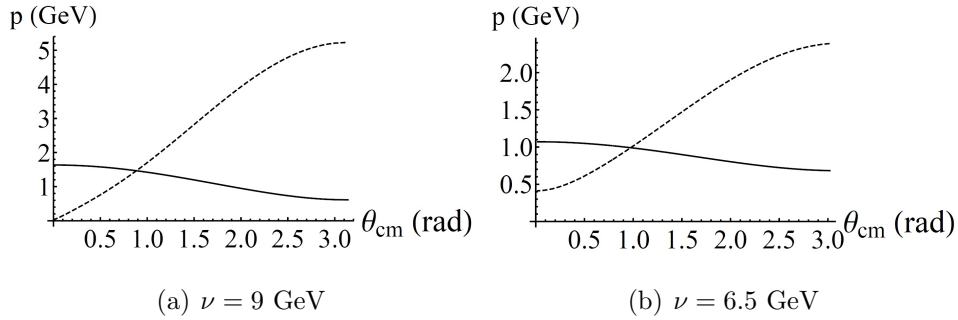 p (GeV)
5
4
3
2
1
0.5 1.0 1.5 2.0 2.5 3.0
θcm (rad)
(a) ν = 9 GeV
p (GeV)
2.0
1.5
1.0
0.5
0.5 1.0 1.5 2.0 2.5 3.0
θcm (rad)
(b) ν = 6.5 GeV